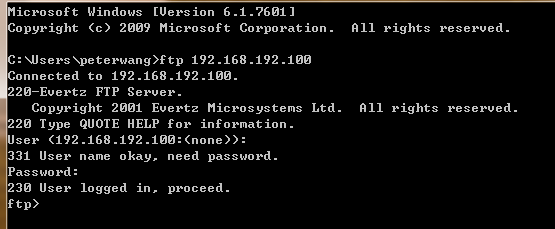 Microsoft Windows [Version 6.1.7601]
Copyright (c) 2009 Microsoft Corporation.  All rights reserved.
C:\Users\peterwang>ftp 192.168.192.100
Connected to 192.168.192.100.
220-Evertz FTP Server.
   Copyright 2001 Evertz Microsystems Ltd.  All rights reserved.
220 Type QUOTE HELP for information.
User (192.168.192.100:(none)):
331 User name okay, need password.
Password:
230 User logged in, proceed.
ftp>